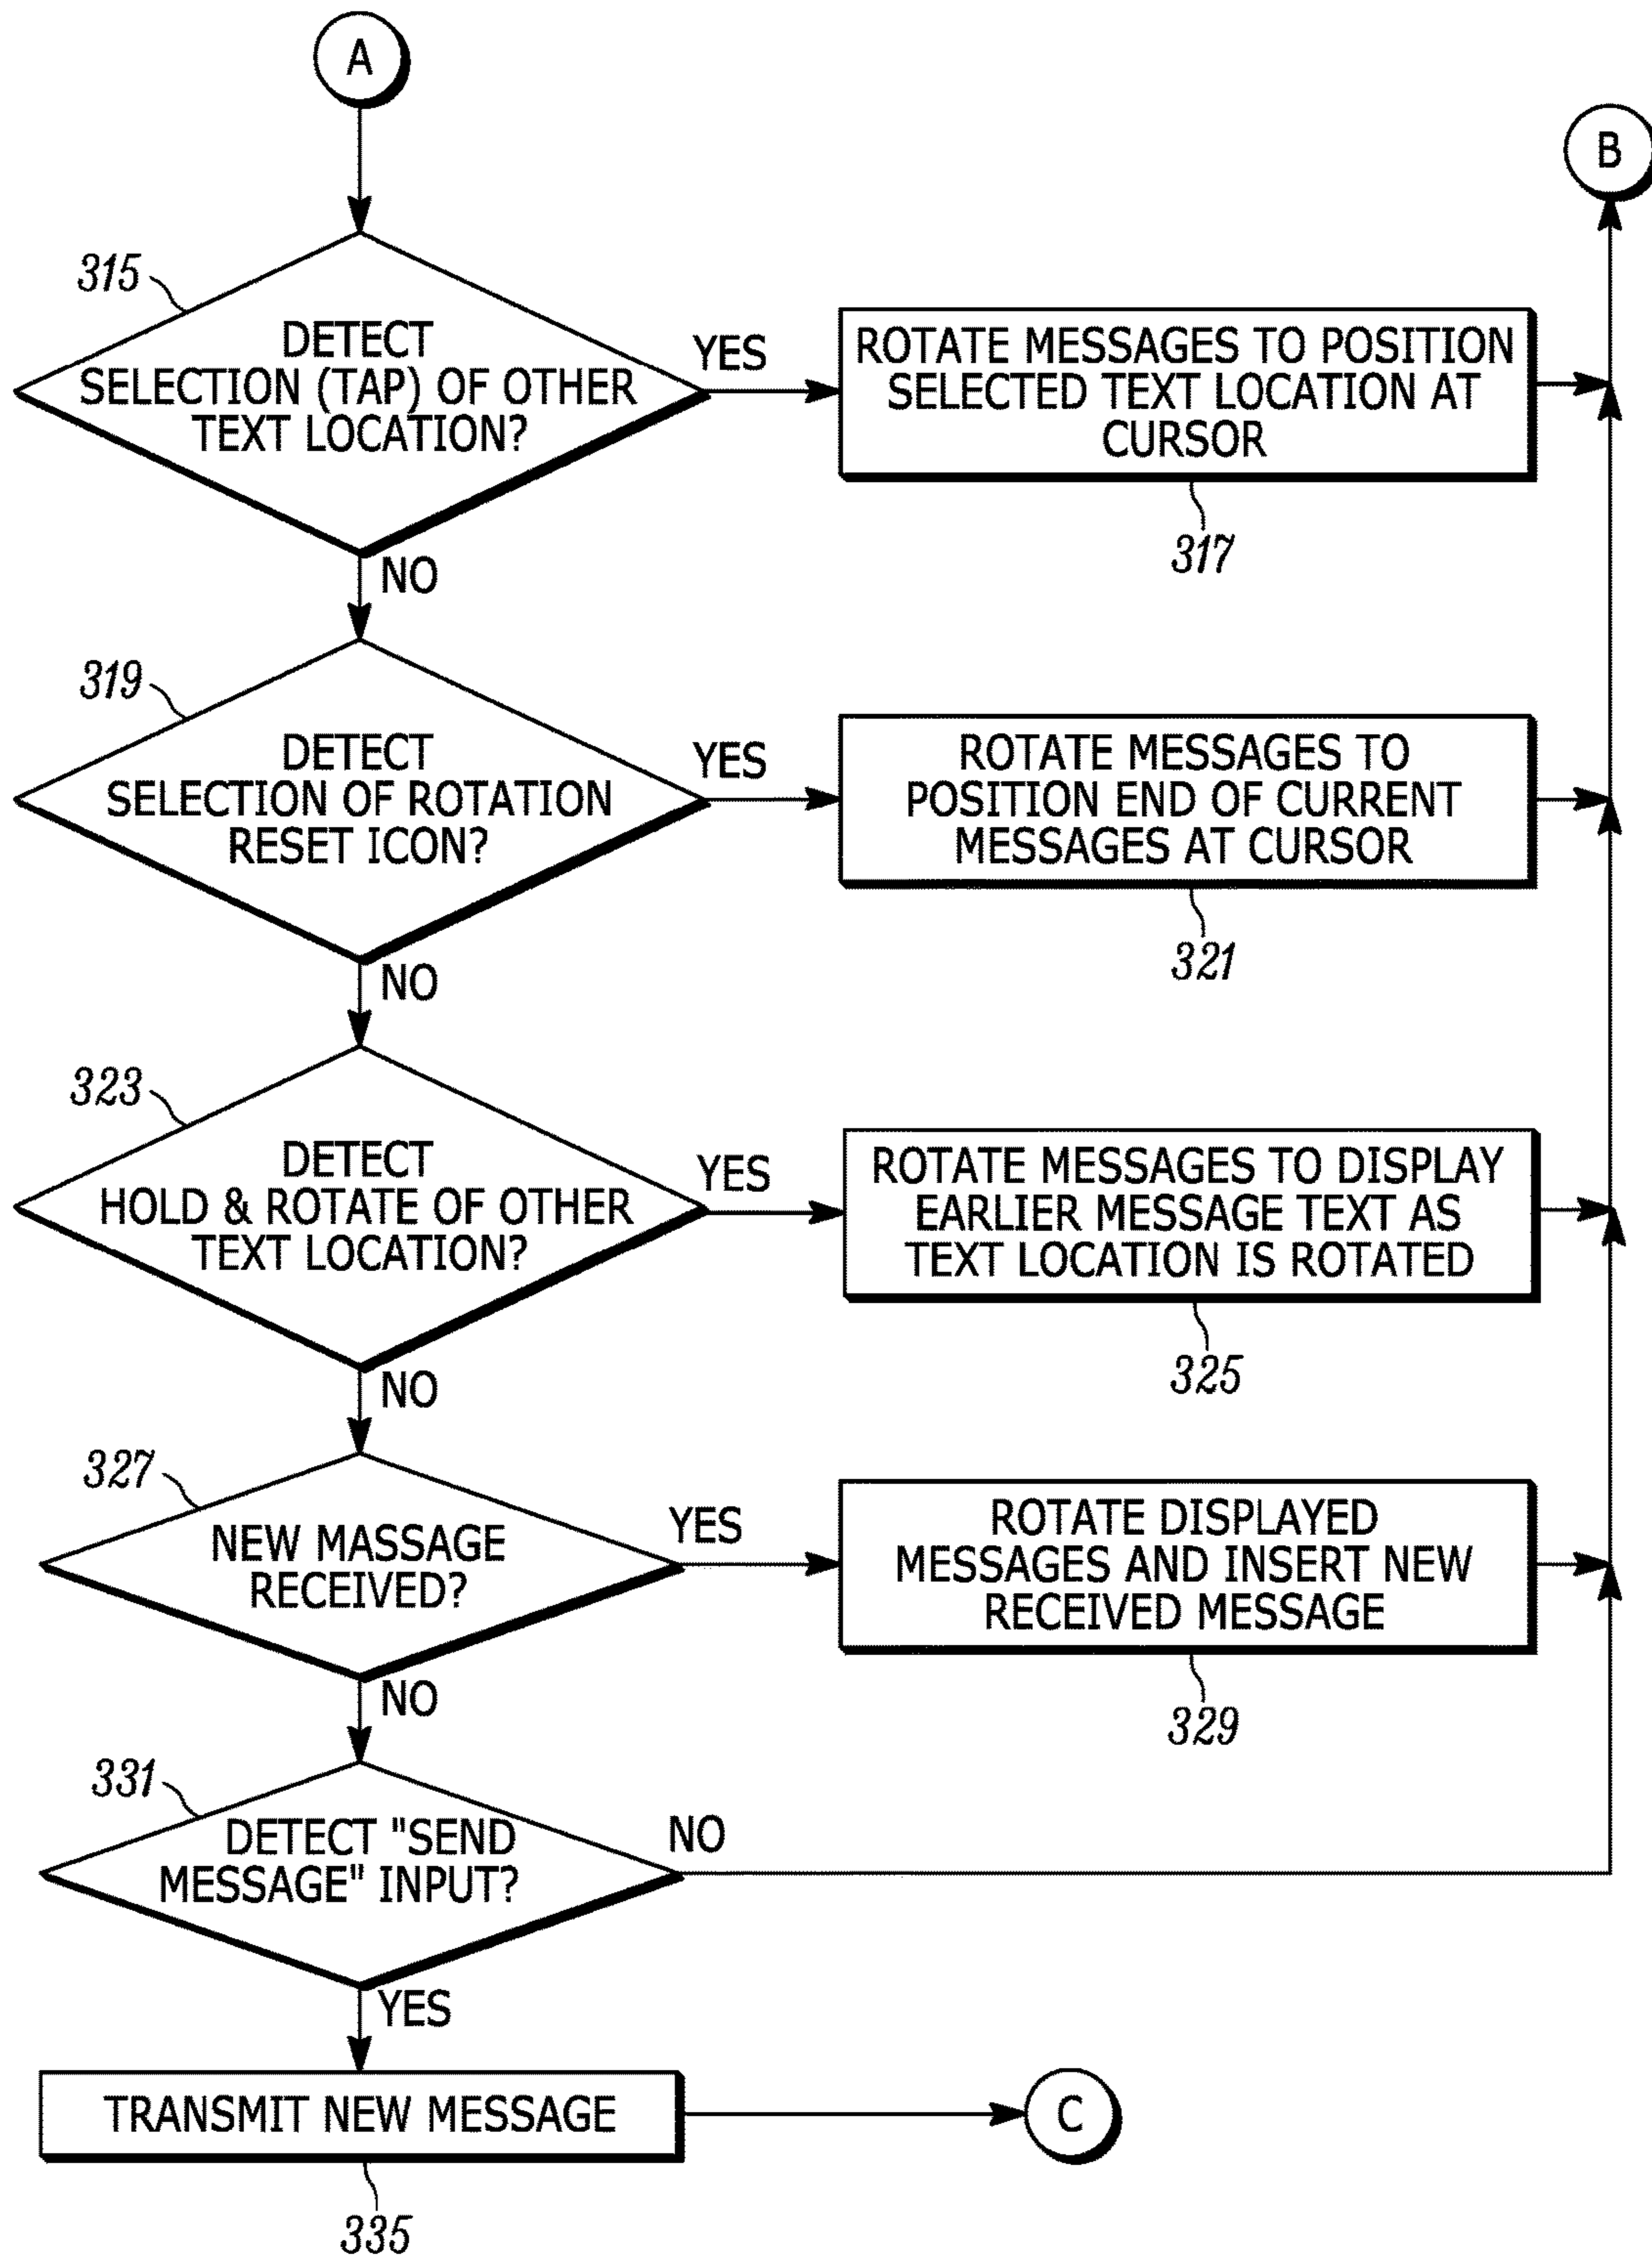 A
B
315
DETECT
SELECTION (TAP) OF OTHER
TEXT LOCATION?
YES
ROTATE MESSAGES TO POSITION
SELECTED TEXT LOCATION AT
CURSOR
317
NO
319
DETECT
SELECTION OF ROTATION
RESET ICON?
YES
ROTATE MESSAGES TO
POSITION END OF CURRENT
MESSAGES AT CURSOR
321
NO
323
DETECT
HOLD & ROTATE OF OTHER
TEXT LOCATION?
YES
ROTATE MESSAGES TO DISPLAY
EARLIER MESSAGE TEXT AS
TEXT LOCATION IS ROTATED
325
NO
327
NEW MASSAGE
RECEIVED?
YES
ROTATE DISPLAYED
MESSAGES AND INSERT NEW
RECEIVED MESSAGE
329
NO
331
DETECT "SEND
MESSAGE" INPUT?
NO
YES
TRANSMIT NEW MESSAGE
C
335